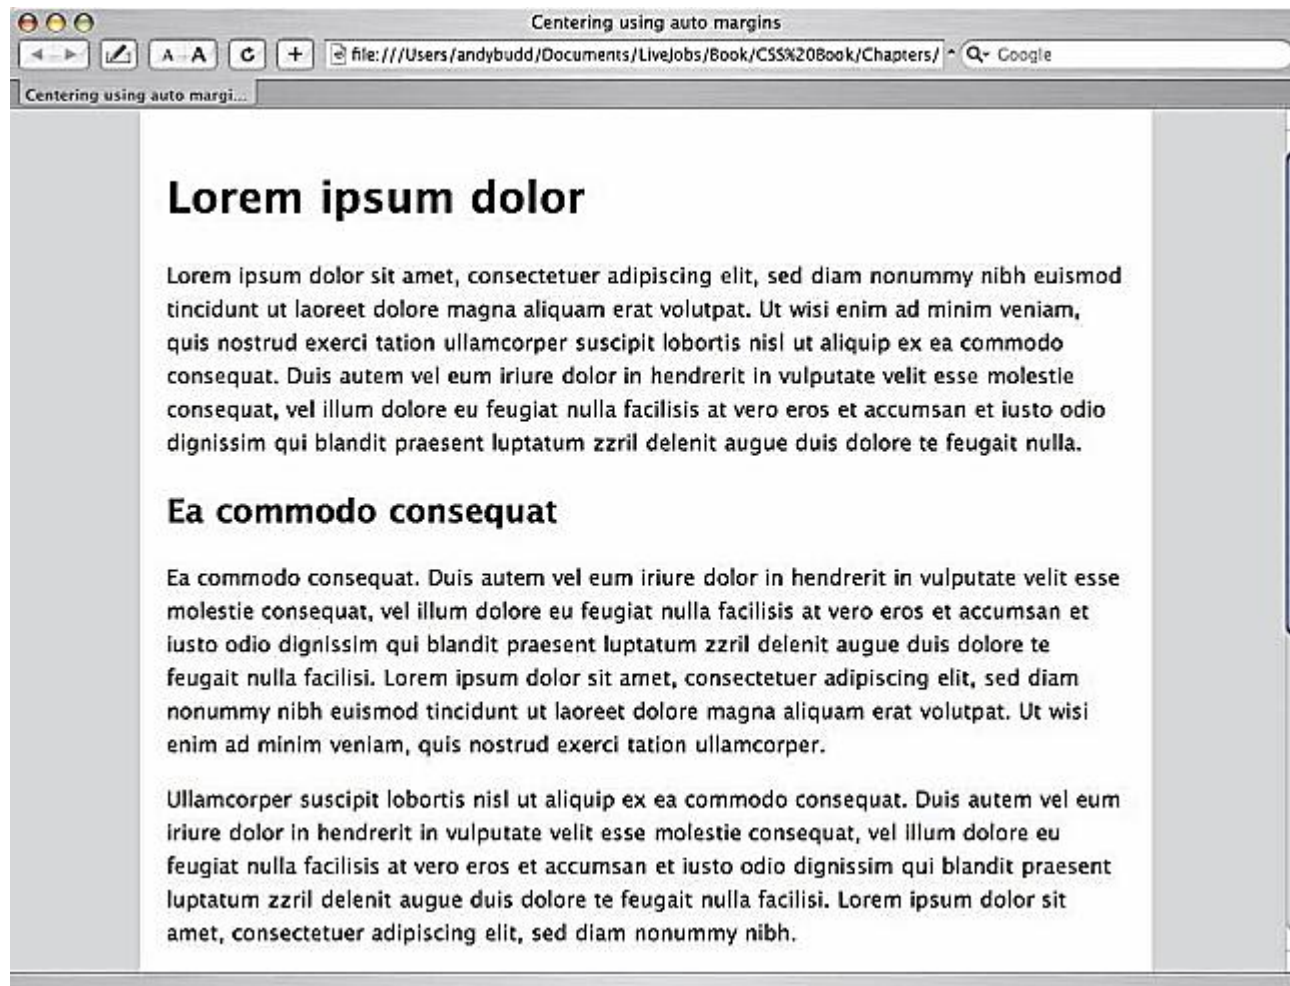 Centering using auto margins
A A C + file:///Users/andybudd/Documents/LiveJobs/Book/CSS%20Book/Chapters/ Q Google
Centering using auto margi...
Lorem ipsum dolor
Lorem ipsum dolor sit amet, consectetuer adipiscing elit, sed diam nonummy nibh euismod
tincidunt ut laoreet dolore magna aliquam erat volutpat. Ut wisi enim ad minim veniam,
quis nostrud exerci tation ullamcorper suscipit lobortis nisl ut aliquip ex ea commodo
consequat. Duis autem vel eum iriure dolor in hendrerit in vulputate velit esse molestie
consequat, vel illum dolore eu feugiat nulla facilisis at vero eros et accumsan et iusto odio
dignissim qui blandit praesent luptatum zzril delenit augue duis dolore te feugait nulla.
Ea commodo consequat
Ea commodo consequat. Duis autem vel eum iriure dolor in hendrerit in vulputate velit esse
molestie consequat, vel illum dolore eu feugiat nulla facilisis at vero eros et accumsan et
iusto odio dignissim qui blandit praesent luptatum zzril delenit augue duis dolore te
feugait nulla facilisi. Lorem ipsum dolor sit amet, consectetuer adipiscing elit, sed diam
nonummy nibh euismod tincidunt ut laoreet dolore magna aliquam erat volutpat. Ut wisi
enim ad minim veniam, quis nostrud exerci tation ullamcorper.
Ullamcorper suscipit lobortis nisl ut aliquip ex ea commodo consequat. Duis autem vel eum
iriure dolor in hendrerit in vulputate velit esse molestie consequat, vel illum dolore eu
feugiat nulla facilisis at vero eros et accumsan et iusto odio dignissim qui blandit praesent
luptatum zzril delenit augue duis dolore te feugait nulla facilisi. Lorem ipsum dolor sit
amet, consectetuer adipiscing elit, sed diam nonummy nibh.